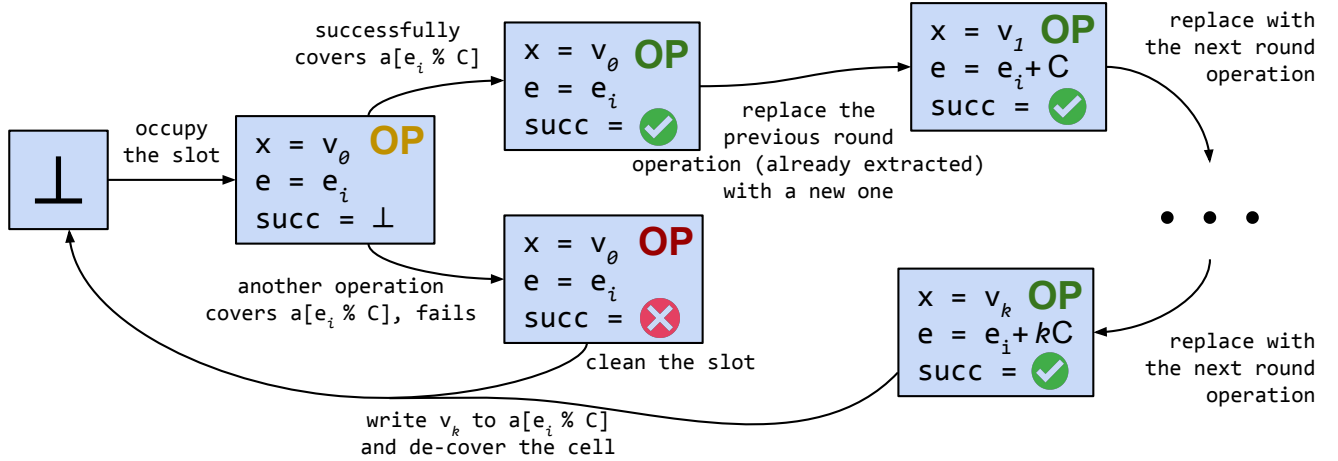 ⊥
occupy
the slot
x = v₀ OP
e = eᵢ
succ = ⊥
successfully
covers a[eᵢ % C]
x = v₀ OP
e = eᵢ
succ = ✓
another operation
covers a[eᵢ % C], fails
x = v₀ OP
e = eᵢ
succ = ✗
clean the slot
replace the
previous round
operation (already extracted)
with a new one
x = v₁ OP
e = eᵢ+ C
succ = ✓
replace with
the next round
operation
• • •
replace with
the next round
operation
x = vₖ OP
e = eᵢ+ kC
succ = ✓
write vₖ to a[eᵢ % C]
and de-cover the cell